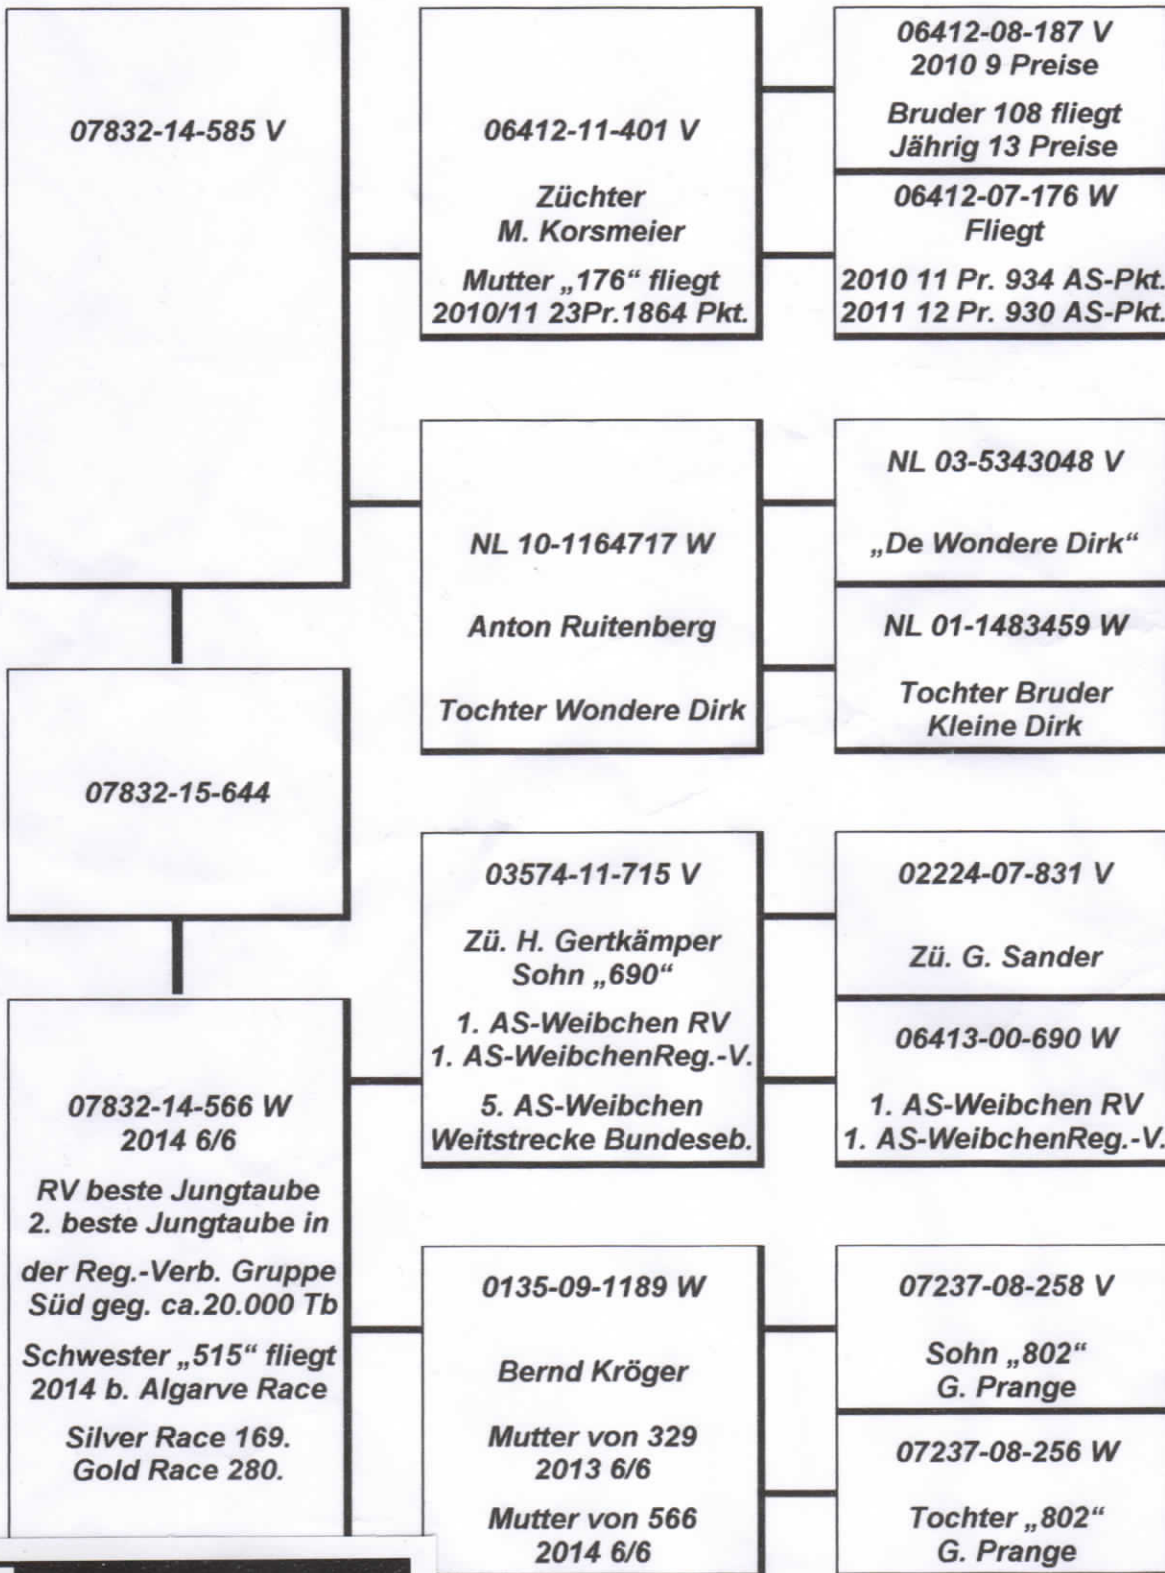 07832-14-585 V
06412-11-401 V
Züchter
M. Korsmeier
Mutter „176“ fliegt
2010/11 23Pr.1864 Pkt.
06412-08-187 V
2010 9 Preise
Bruder 108 fliegt
Jährig 13 Preise
06412-07-176 W
Fliegt
2010 11 Pr. 934 AS-Pkt.
2011 12 Pr. 930 AS-Pkt.
NL 10-1164717 W
Anton Ruitenberg
Tochter Wondere Dirk
NL 03-5343048 V
„De Wondere Dirk“
NL 01-1483459 W
Tochter Bruder
Kleine Dirk
07832-15-644
07832-14-566 W
2014 6/6
RV beste Jungtaube
2. beste Jungtaube in
der Reg.-Verb. Gruppe
Süd geg. ca.20.000 Tb
Schwester „515“ fliegt
2014 b. Algarve Race
Silver Race 169.
Gold Race 280.
03574-11-715 V
Zü. H. Gertkämper
Sohn „690“
1. AS-Weibchen RV
1. AS-WeibchenReg.-V.
5. AS-Weibchen
Weitstrecke Bundeseb.
02224-07-831 V
Zü. G. Sander
06413-00-690 W
1. AS-Weibchen RV
1. AS-WeibchenReg.-V.
0135-09-1189 W
Bernd Kröger
Mutter von 329
2013 6/6
Mutter von 566
2014 6/6
07237-08-258 V
Sohn „802“
G. Prange
07237-08-256 W
Tochter „802“
G. Prange